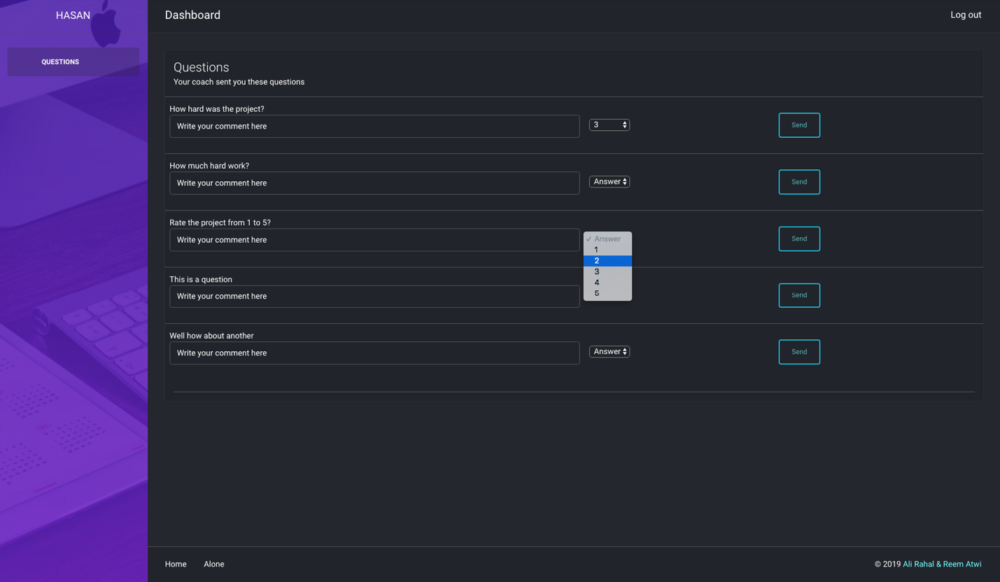 HASAN
QUESTIONS
Dashboard
Log out
Questions
Your coach sent you these questions
How hard was the project?
Write your comment here
3
Send
How much hard work?
Write your comment here
Answer
Send
Rate the project from 1 to 5?
Write your comment here
✓ Answer
1
2
3
4
5
Send
This is a question
Write your comment here
Send
Well how about another
Write your comment here
Answer
Send
Home
Alone
© 2019 Ali Rahal & Reem Atwi